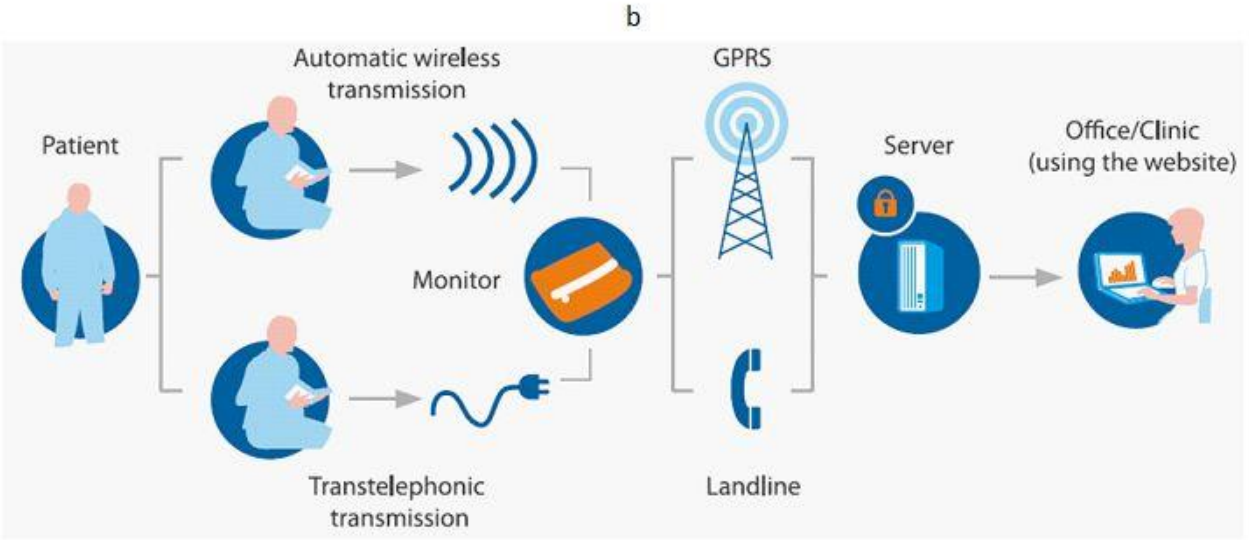 b
Automatic wireless
transmission
GPRS
Patient
Server
Office/Clinic
(using the website)
Monitor
Transtelephonic
transmission
Landline